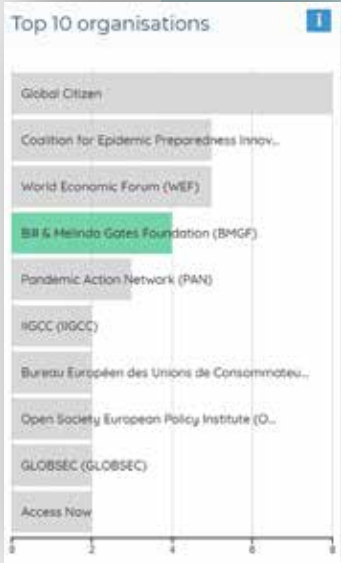 Top 10 organisations
i
Global Citizen
Coalition for Epidemic Preparedness Innov...
World Economic Forum (WEF)
Bill & Melinda Gates Foundation (BMGF)
Pandemic Action Network (PAN)
IIGCC (IIGCC)
Bureau Européen des Unions de Consommateu...
Open Society European Policy Institute (O...
GLOBSEC (GLOBSEC)
Access Now
0 2 4 6 8